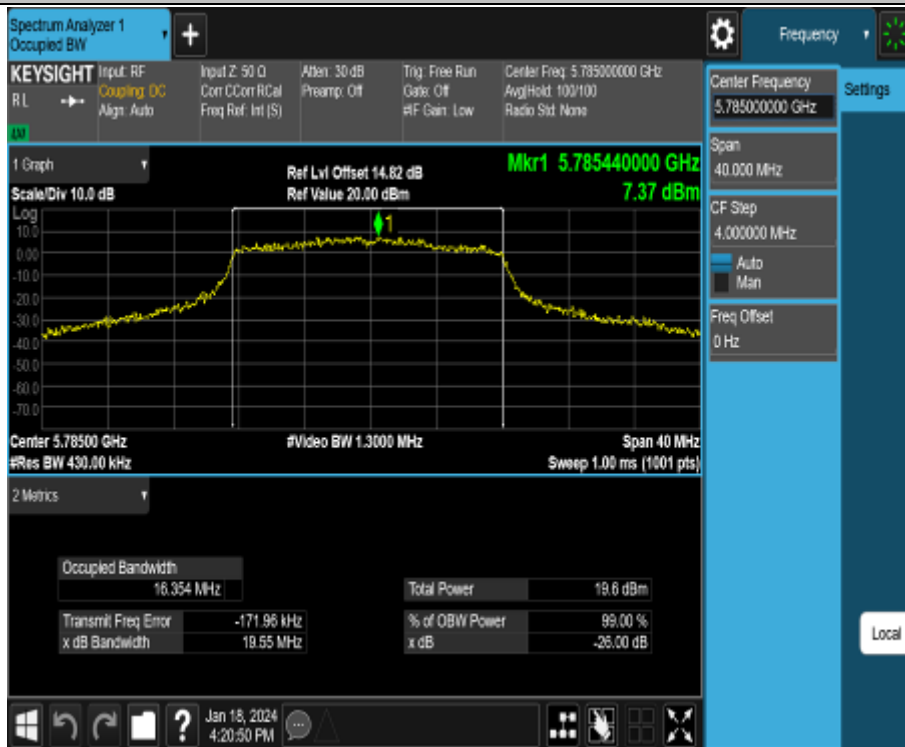 Spectrum Analyzer 1
Occupied BW
Frequency
KEYSIGHT
RL
Input: RF
Coupling: DC
Align: Auto
Input Z: 50 Ω
Corr CCorr RCal
Freq Ref: Int (S)
Atten: 30 dB
Preamp: Off
Trig: Free Run
Gate: Off
#IF Gain: Low
Center Freq: 5.785000000 GHz
Avg|Hold: 100/100
Radio Std: None
Center Frequency
5.785000000 GHz
Settings
Span
40.000 MHz
CF Step
4.000000 MHz
Auto
Man
Freq Offset
0 Hz
1 Graph
Scale/Div 10.0 dB
Ref Lvl Offset 14.82 dB
Ref Value 20.00 dBm
Mkr1 5.785440000 GHz
7.37 dBm
Log
10.0
0.00
-10.0
-20.0
-30.0
-40.0
-50.0
-60.0
-70.0
1
Center 5.78500 GHz
#Res BW 430.00 kHz
#Video BW 1.3000 MHz
Span 40 MHz
Sweep 1.00 ms (1001 pts)
2 Metrics
Occupied Bandwidth
16.354 MHz
Transmit Freq Error -171.96 kHz
x dB Bandwidth 19.55 MHz
Total Power 19.6 dBm
% of OBW Power 99.00 %
x dB -26.00 dB
Local
?
Jan 18, 2024
4:20:50 PM